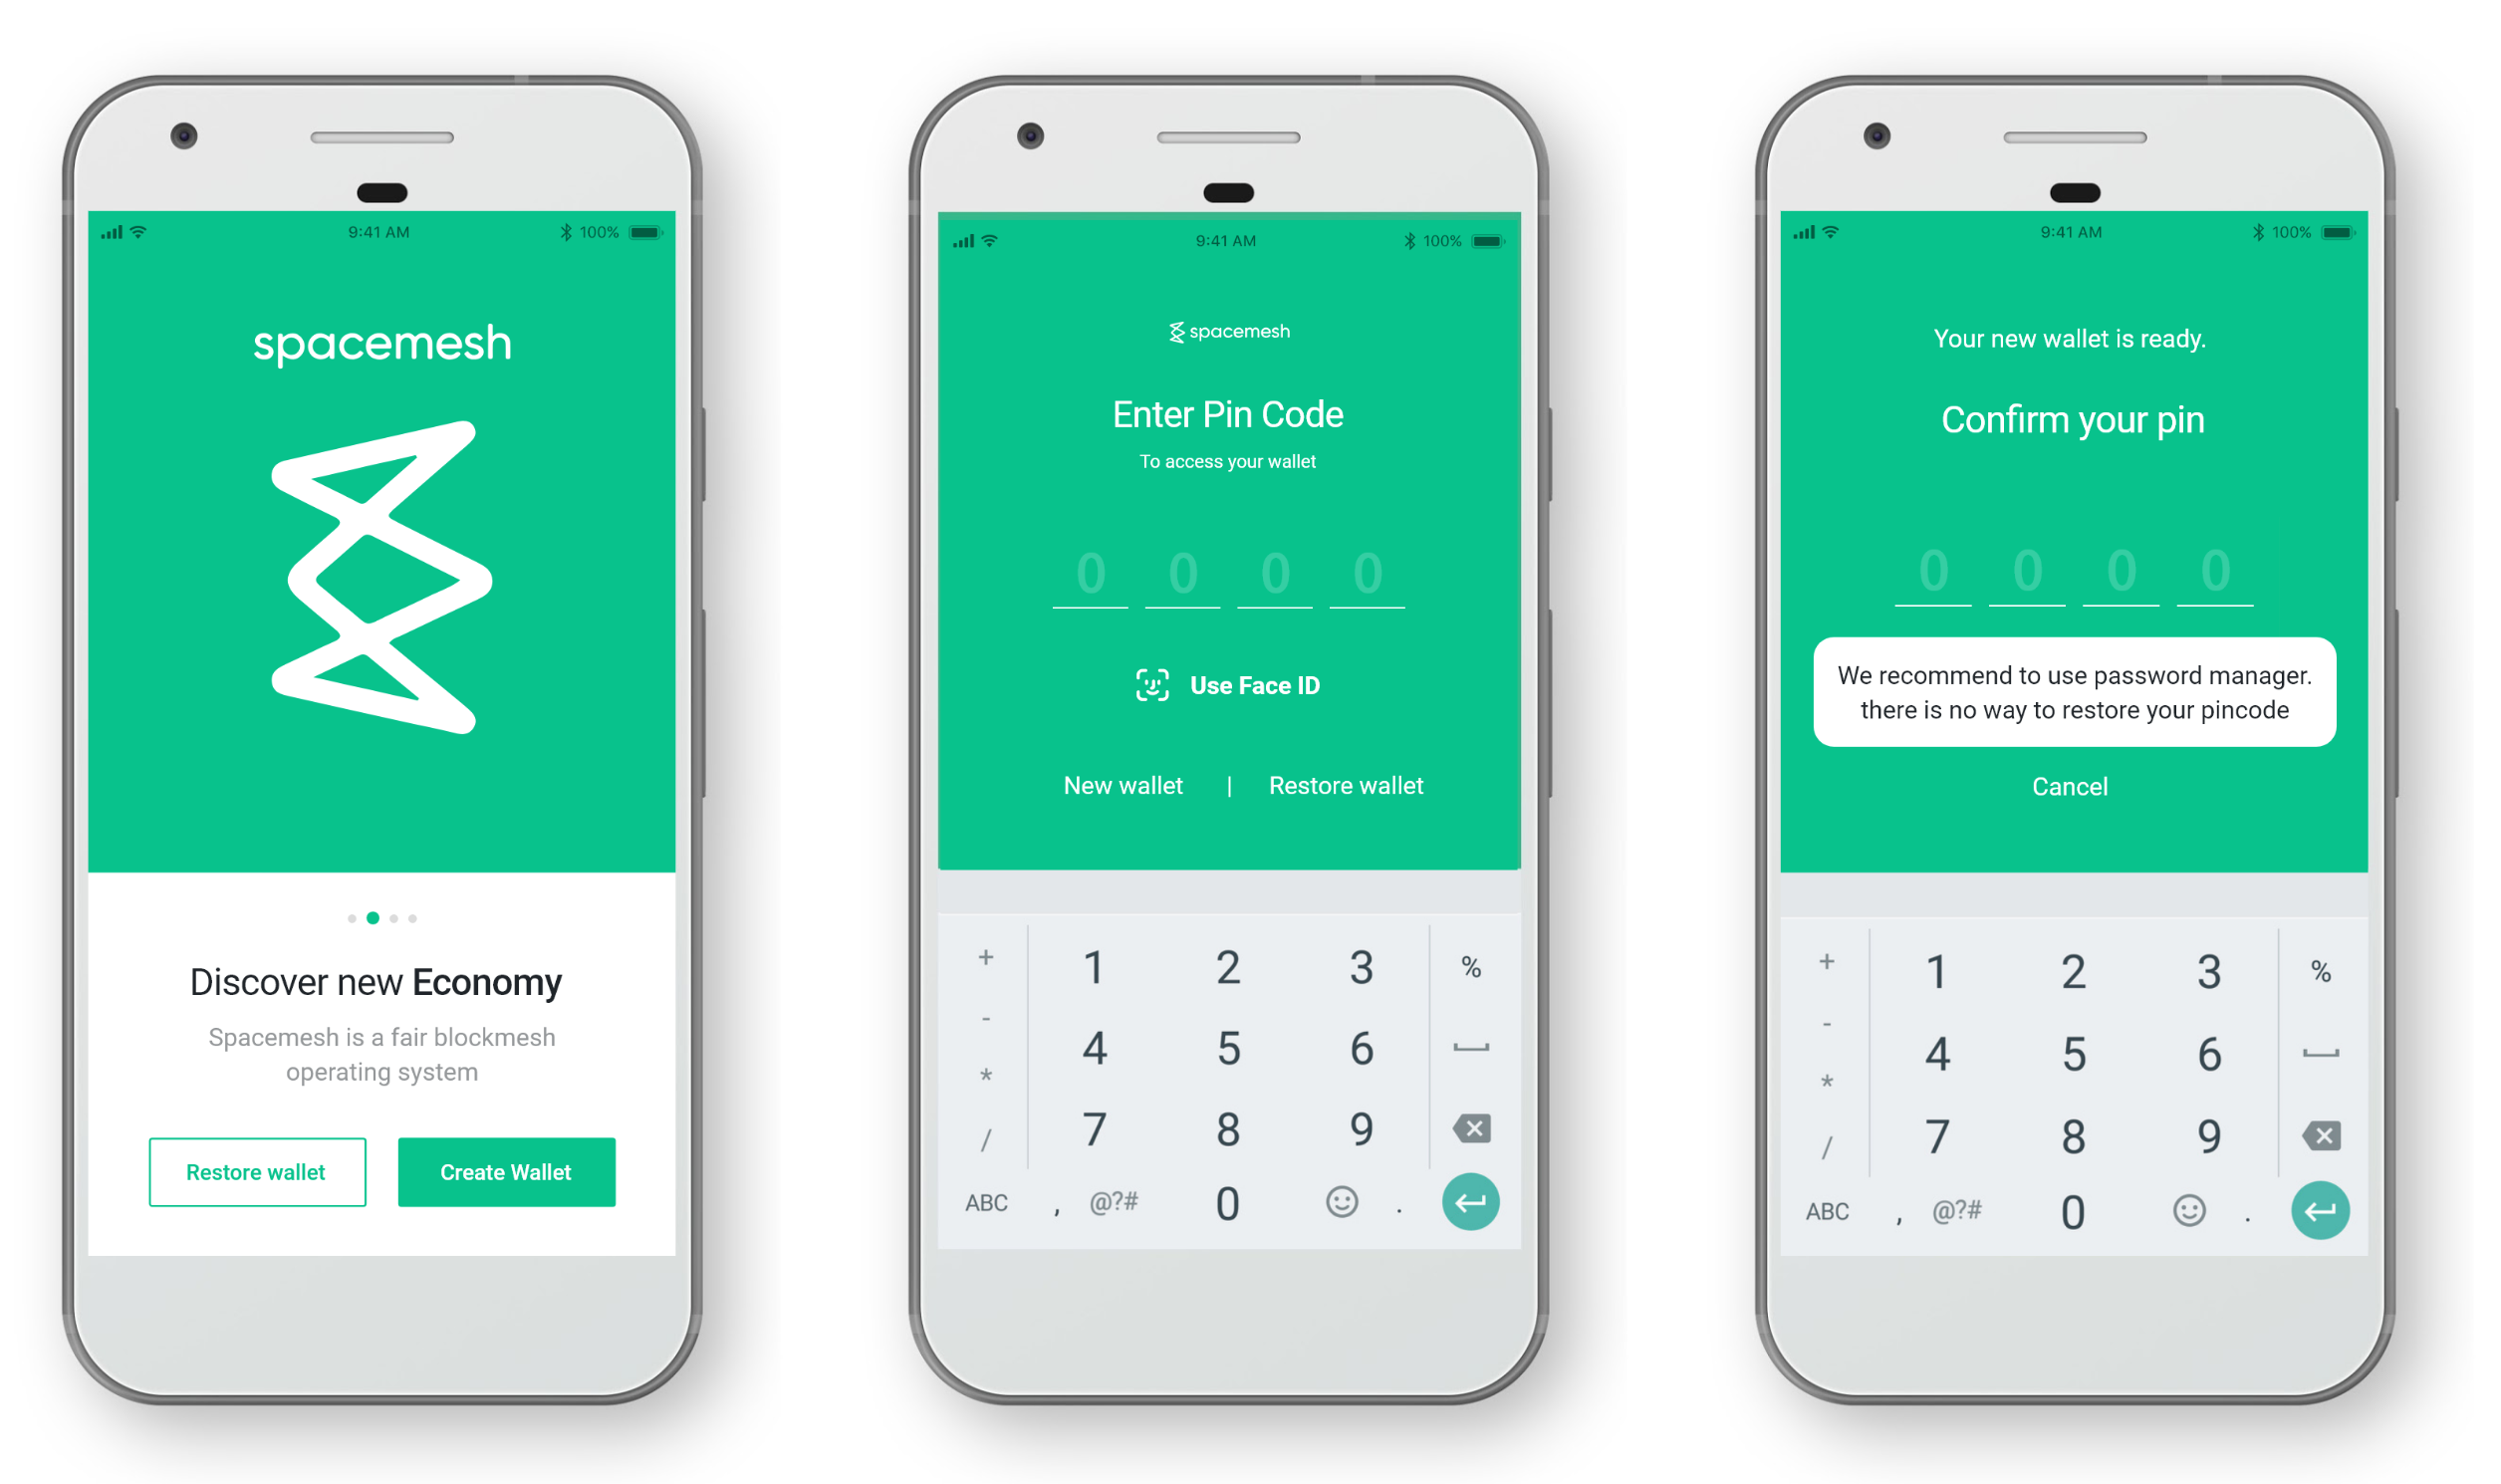 9:41 AM
100%
spacemesh
Discover new Economy
Spacemesh is a fair blockmesh
operating system
Restore wallet
Create Wallet
9:41 AM
100%
spacemesh
Enter Pin Code
To access your wallet
0 0 0 0
Use Face ID
New wallet | Restore wallet
+ 1 2 3 %
-
4 5 6
*
7 8 9
/
ABC , @?# 0 .
9:41 AM
100%
Your new wallet is ready.
Confirm your pin
0 0 0 0
We recommend to use password manager.
there is no way to restore your pincode
Cancel
+ 1 2 3 %
-
4 5 6
*
7 8 9
/
ABC , @?# 0 .